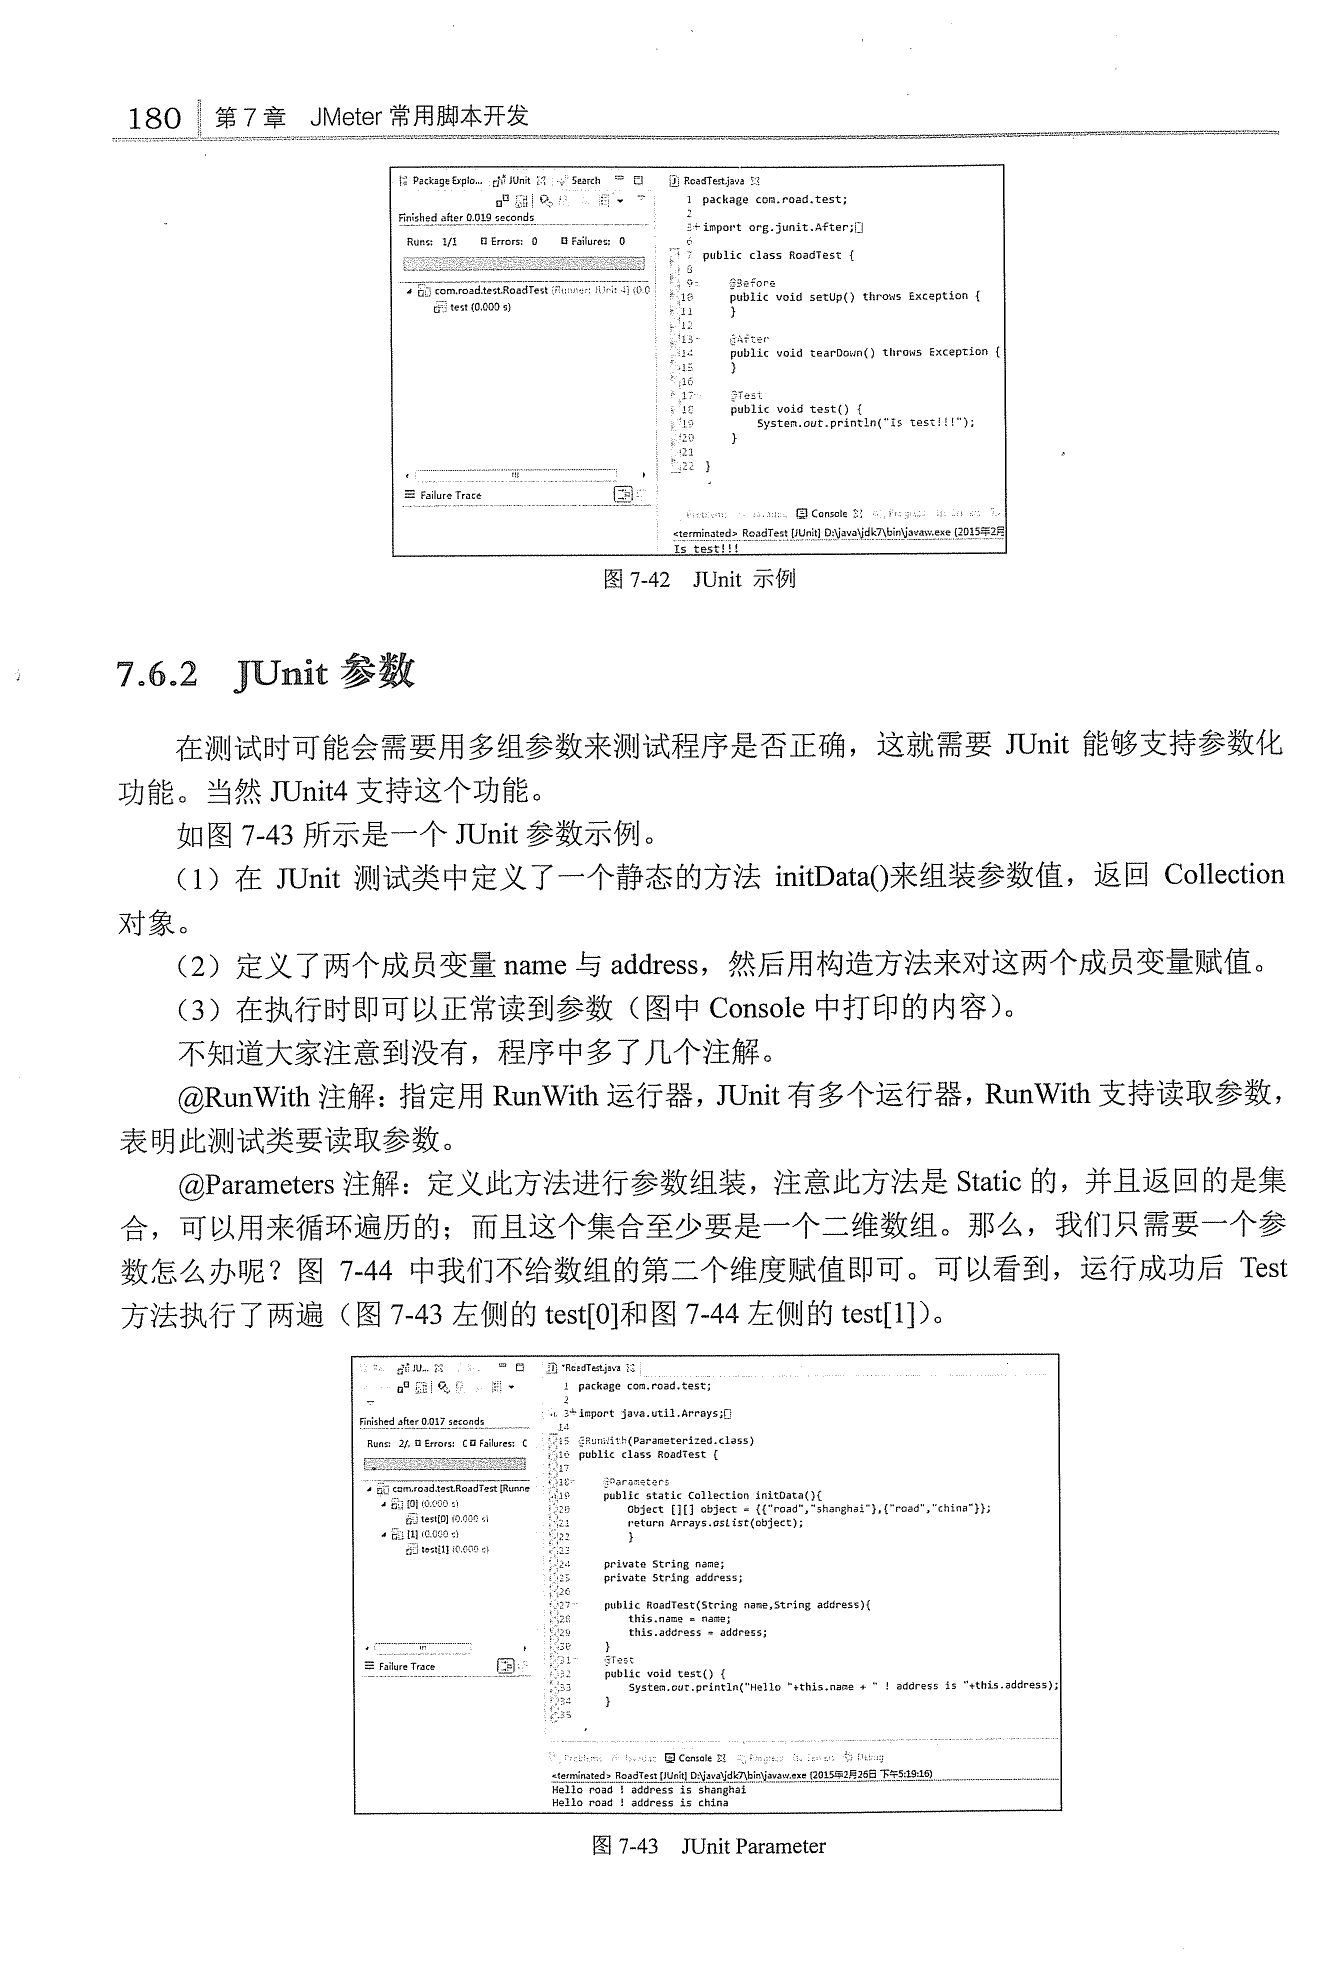 180 第7章 JMeter 常用脚本开发
Package Explo... JUnit Search
Finished after 0.019 seconds
Runs: 1/1 Errors: 0 Failures: 0
com.road.test.RoadTest [Runner: JUnit 4] (0.0
test (0.000 s)
Failure Trace
RoadTest.java
1 package com.road.test;
2
3 import org.junit.After;
6
7 public class RoadTest {
8
9 @Before
10 public void setUp() throws Exception {
11 }
12
13 @After
14 public void tearDown() throws Exception {
15 }
16
17 @Test
18 public void test() {
19 System.out.println("Is test!!!");
20 }
21
22 }
Console
<terminated> RoadTest [JUnit] D:\java\jdk7\bin\javaw.exe (2015年2月
Is test!!!
图 7-42 JUnit 示例
7.6.2 JUnit 参数
在测试时可能会需要用多组参数来测试程序是否正确，这就需要 JUnit 能够支持参数化
功能。当然 JUnit4 支持这个功能。
如图 7-43 所示是一个 JUnit 参数示例。
（1）在 JUnit 测试类中定义了一个静态的方法 initData()来组装参数值，返回 Collection
对象。
（2）定义了两个成员变量 name 与 address，然后用构造方法来对这两个成员变量赋值。
（3）在执行时即可以正常读到参数（图中 Console 中打印的内容）。
不知道大家注意到没有，程序中多了几个注解。
@RunWith 注解：指定用 RunWith 运行器，JUnit 有多个运行器，RunWith 支持读取参数，
表明此测试类要读取参数。
@Parameters 注解：定义此方法进行参数组装，注意此方法是 Static 的，并且返回的是集
合，可以用来循环遍历的；而且这个集合至少要是一个二维数组。那么，我们只需要一个参
数怎么办呢？图 7-44 中我们不给数组的第二个维度赋值即可。可以看到，运行成功后 Test
方法执行了两遍（图 7-43 左侧的 test[0]和图 7-44 左侧的 test[1]）。
JU...
Finished after 0.017 seconds
Runs: 2/ Errors: Failures:
com.road.test.RoadTest [Runne
[0] (0.000 s)
test[0] (0.000 s)
[1] (0.000 s)
test[1] (0.000 s)
Failure Trace
*RoadTest.java
1 package com.road.test;
2
3 import java.util.Arrays;
14
15 @RunWith(Parameterized.class)
16 public class RoadTest {
17
18 @Parameters
19 public static Collection initData(){
20 Object [][] object = {{"road","shanghai"},{"road","china"}};
21 return Arrays.asList(object);
22 }
23
24 private String name;
25 private String address;
26
27 public RoadTest(String name,String address){
28 this.name = name;
29 this.address = address;
30 }
31 @Test
32 public void test() {
33 System.out.println("Hello "+this.name + " ! address is "+this.address);
34 }
35
Console Debug
<terminated> RoadTest [JUnit] D:\java\jdk7\bin\javaw.exe (2015年2月26日 下午5:19:16)
Hello road ! address is shanghai
Hello road ! address is china
图 7-43 JUnit Parameter